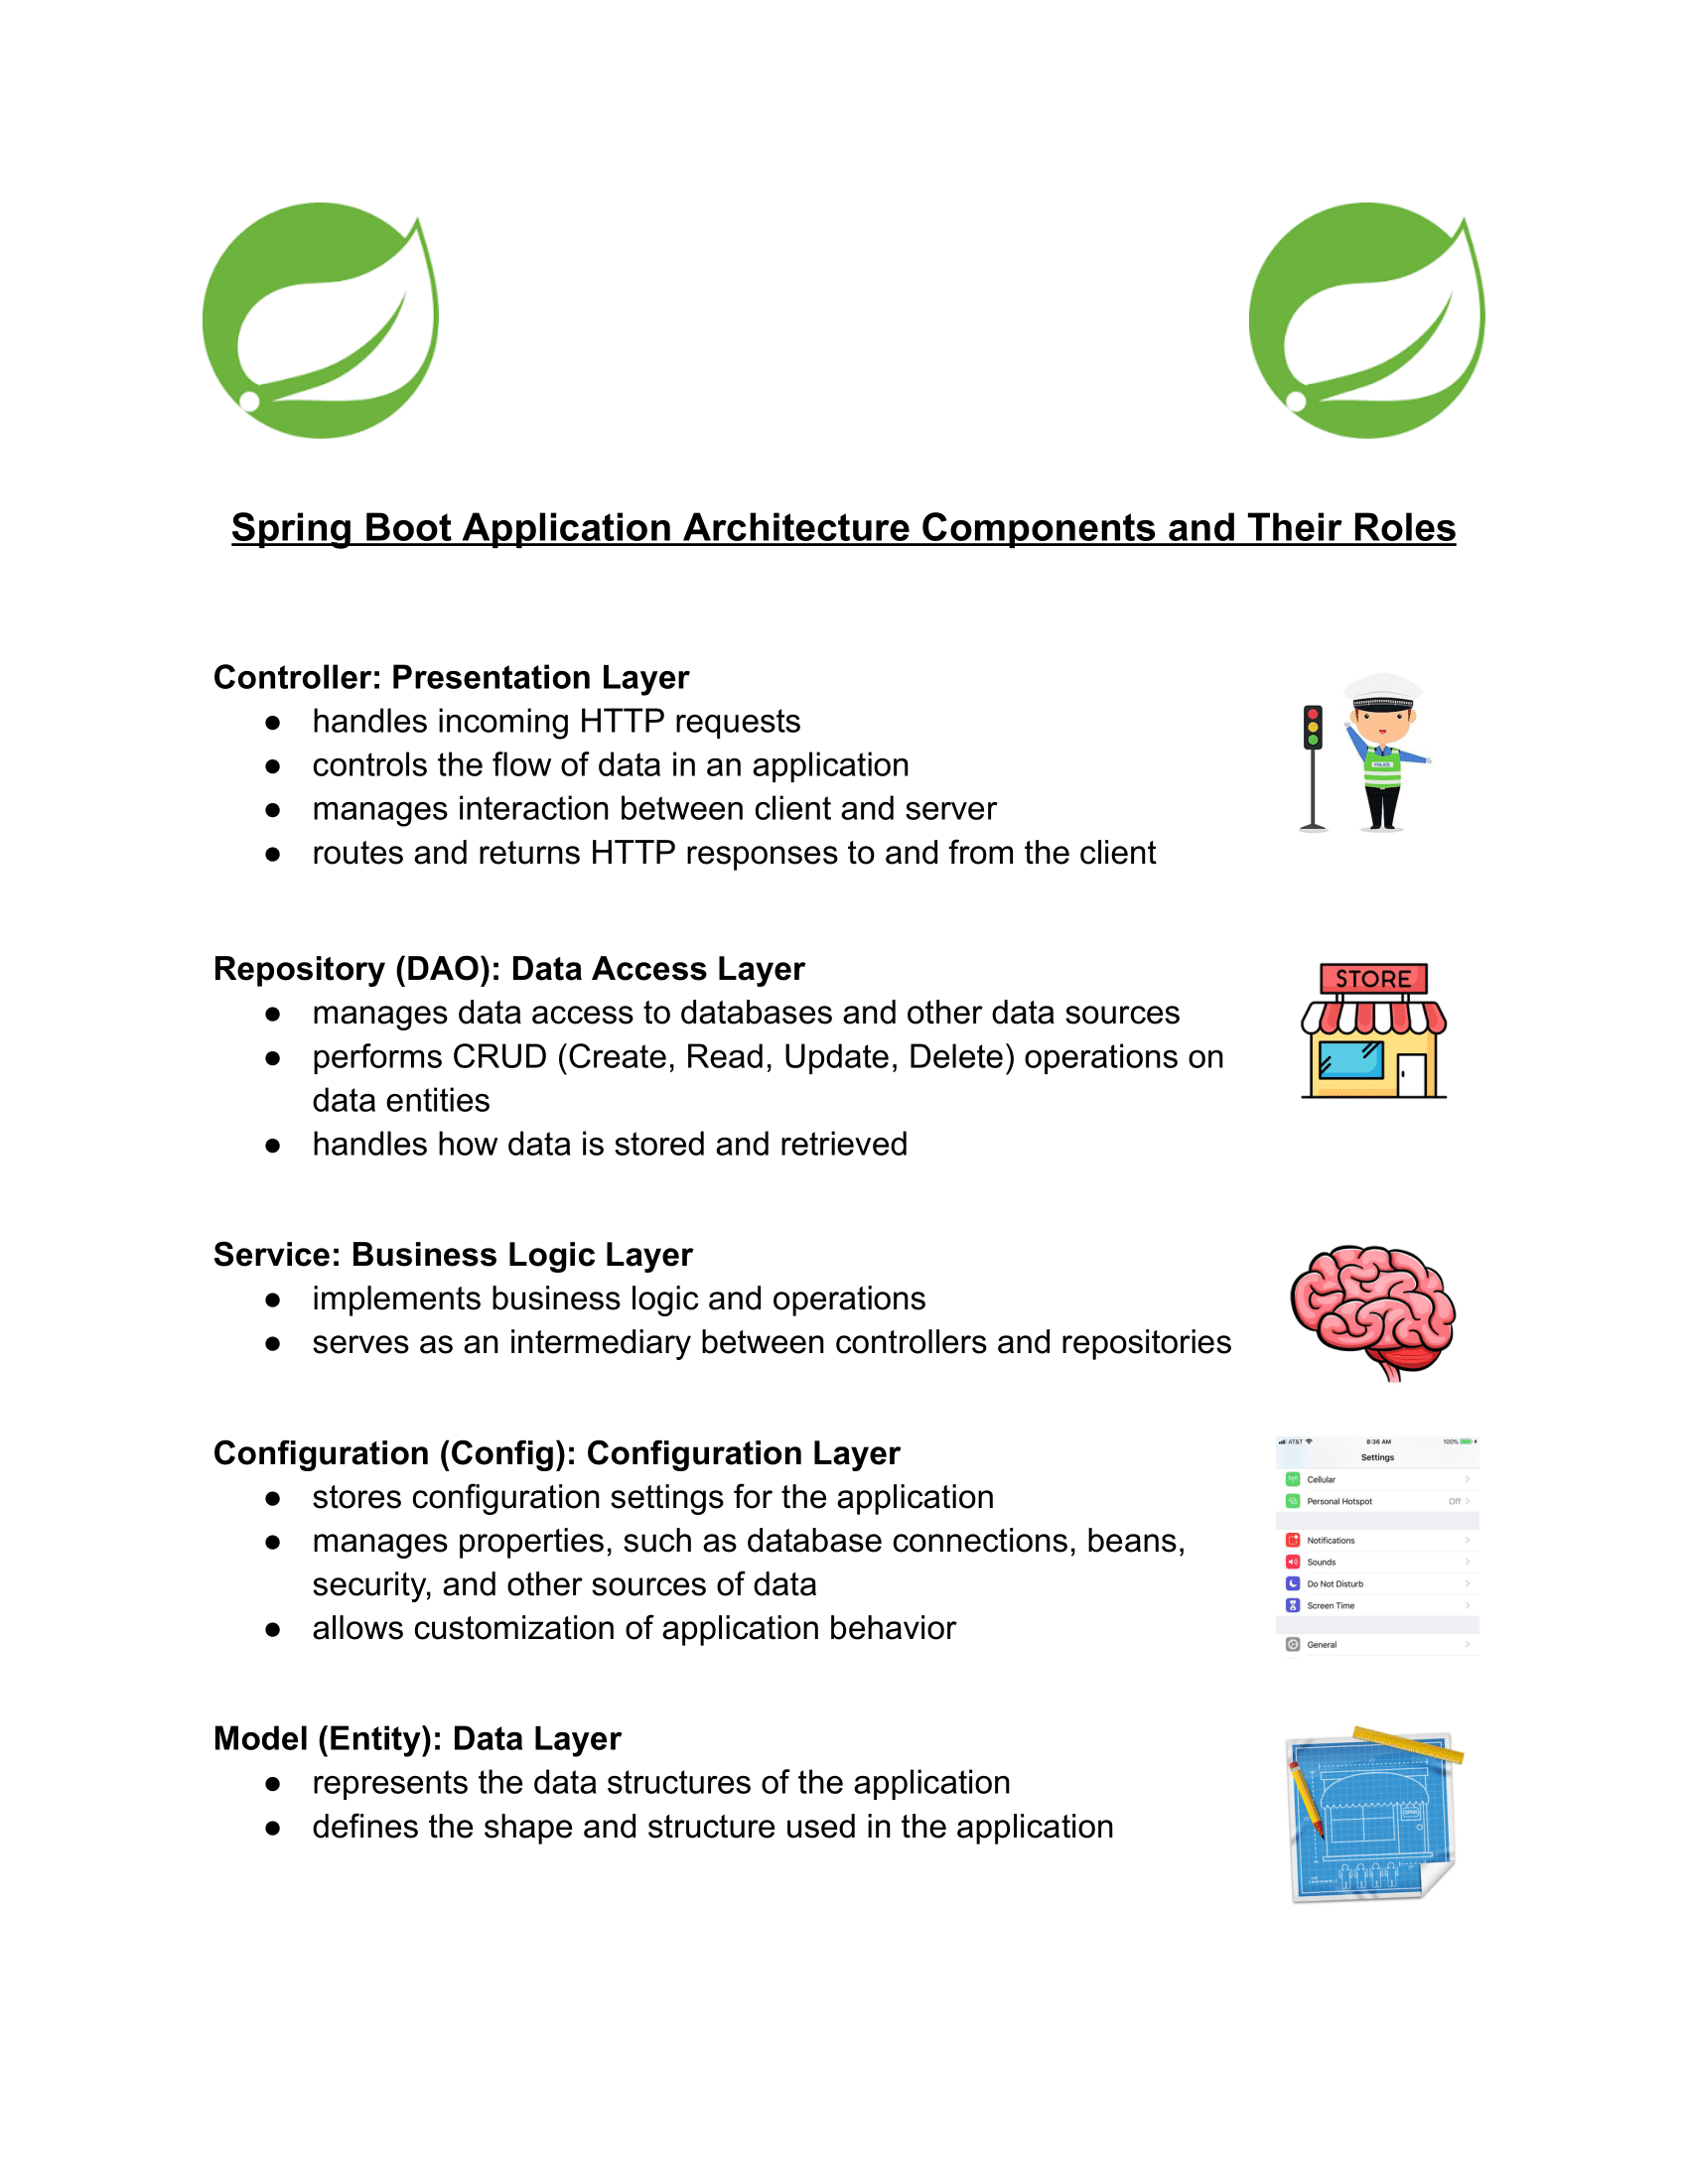 Spring Boot Application Architecture Components and Their Roles
Controller: Presentation Layer
● handles incoming HTTP requests
● controls the flow of data in an application
● manages interaction between client and server
● routes and returns HTTP responses to and from the client
POLICE
Repository (DAO): Data Access Layer
● manages data access to databases and other data sources
● performs CRUD (Create, Read, Update, Delete) operations on
data entities
● handles how data is stored and retrieved
STORE
Service: Business Logic Layer
● implements business logic and operations
● serves as an intermediary between controllers and repositories
Configuration (Config): Configuration Layer
● stores configuration settings for the application
● manages properties, such as database connections, beans,
security, and other sources of data
● allows customization of application behavior
AT&T 8:36 AM 100%
Settings
Cellular
Personal Hotspot Off
Notifications
Sounds
Do Not Disturb
Screen Time
General
Model (Entity): Data Layer
● represents the data structures of the application
● defines the shape and structure used in the application
OPEN